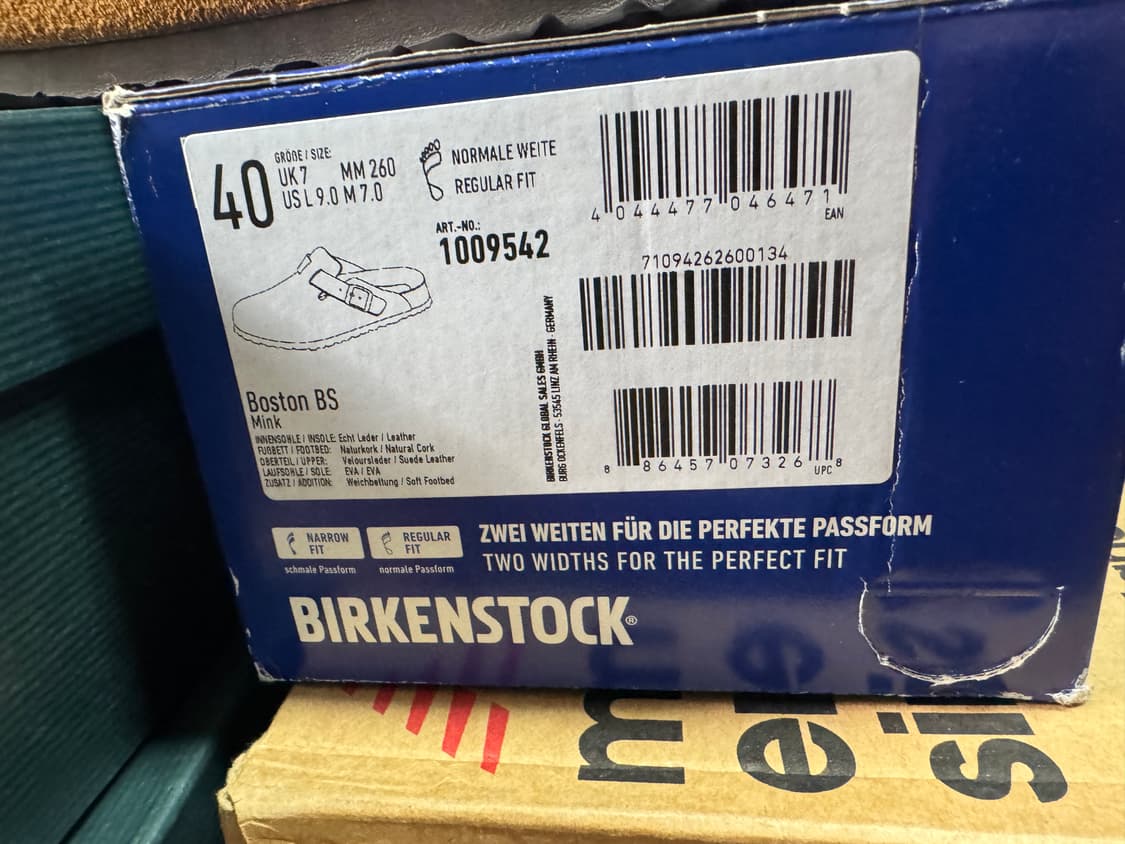 40
GRÖßE / SIZE:
UK 7 MM 260
US L 9.0 M 7.0
NORMALE WEITE
REGULAR FIT
ART.-NO.:
1009542
4 044477 046471
EAN
71094262600134
BIRKENSTOCK GLOBAL SALES GMBH
BURG OCKENFELS · 53545 LINZ AM RHEIN · GERMANY
Boston BS
Mink
INNENSOHLE / INSOLE: Echt Leder / Leather
FUßBETT / FOOTBED: Naturkork / Natural Cork
OBERTEIL / UPPER: Veloursleder / Suede Leather
LAUFSOHLE / SOLE: EVA / EVA
ZUSATZ / ADDITION: Weichbettung / Soft Footbed
8 86457 07326 8
UPC
NARROW FIT
schmale Passform
REGULAR FIT
normale Passform
ZWEI WEITEN FÜR DIE PERFEKTE PASSFORM
TWO WIDTHS FOR THE PERFECT FIT
BIRKENSTOCK®